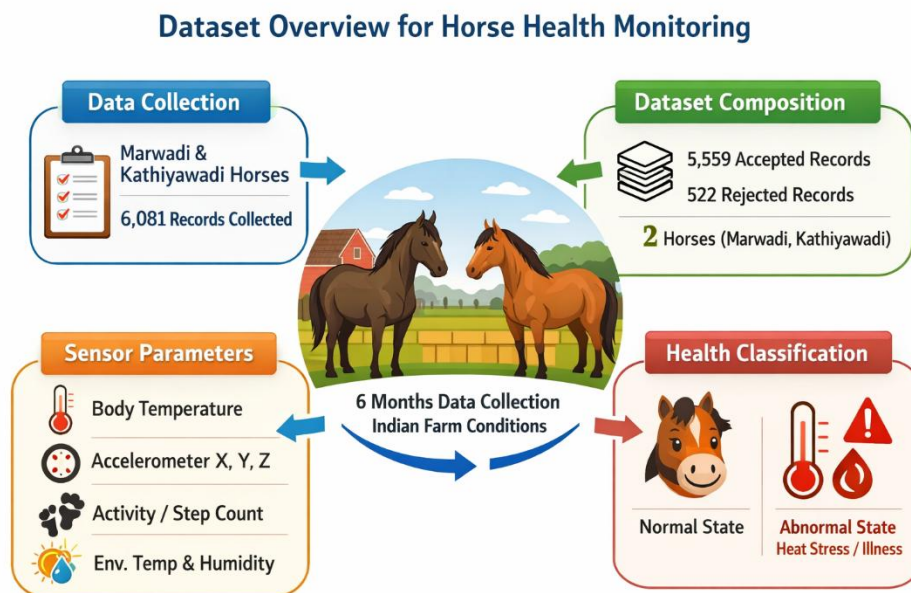 Dataset Overview for Horse Health Monitoring
Data Collection
Marwadi &
Kathiyawadi Horses
6,081 Records Collected
Dataset Composition
5,559 Accepted Records
522 Rejected Records
2 Horses (Marwadi, Kathiyawadi)
Sensor Parameters
Body Temperature
Accelerometer X, Y, Z
Activity / Step Count
Env. Temp & Humidity
6 Months Data Collection
Indian Farm Conditions
Health Classification
Normal State
Abnormal State
Heat Stress / Illness